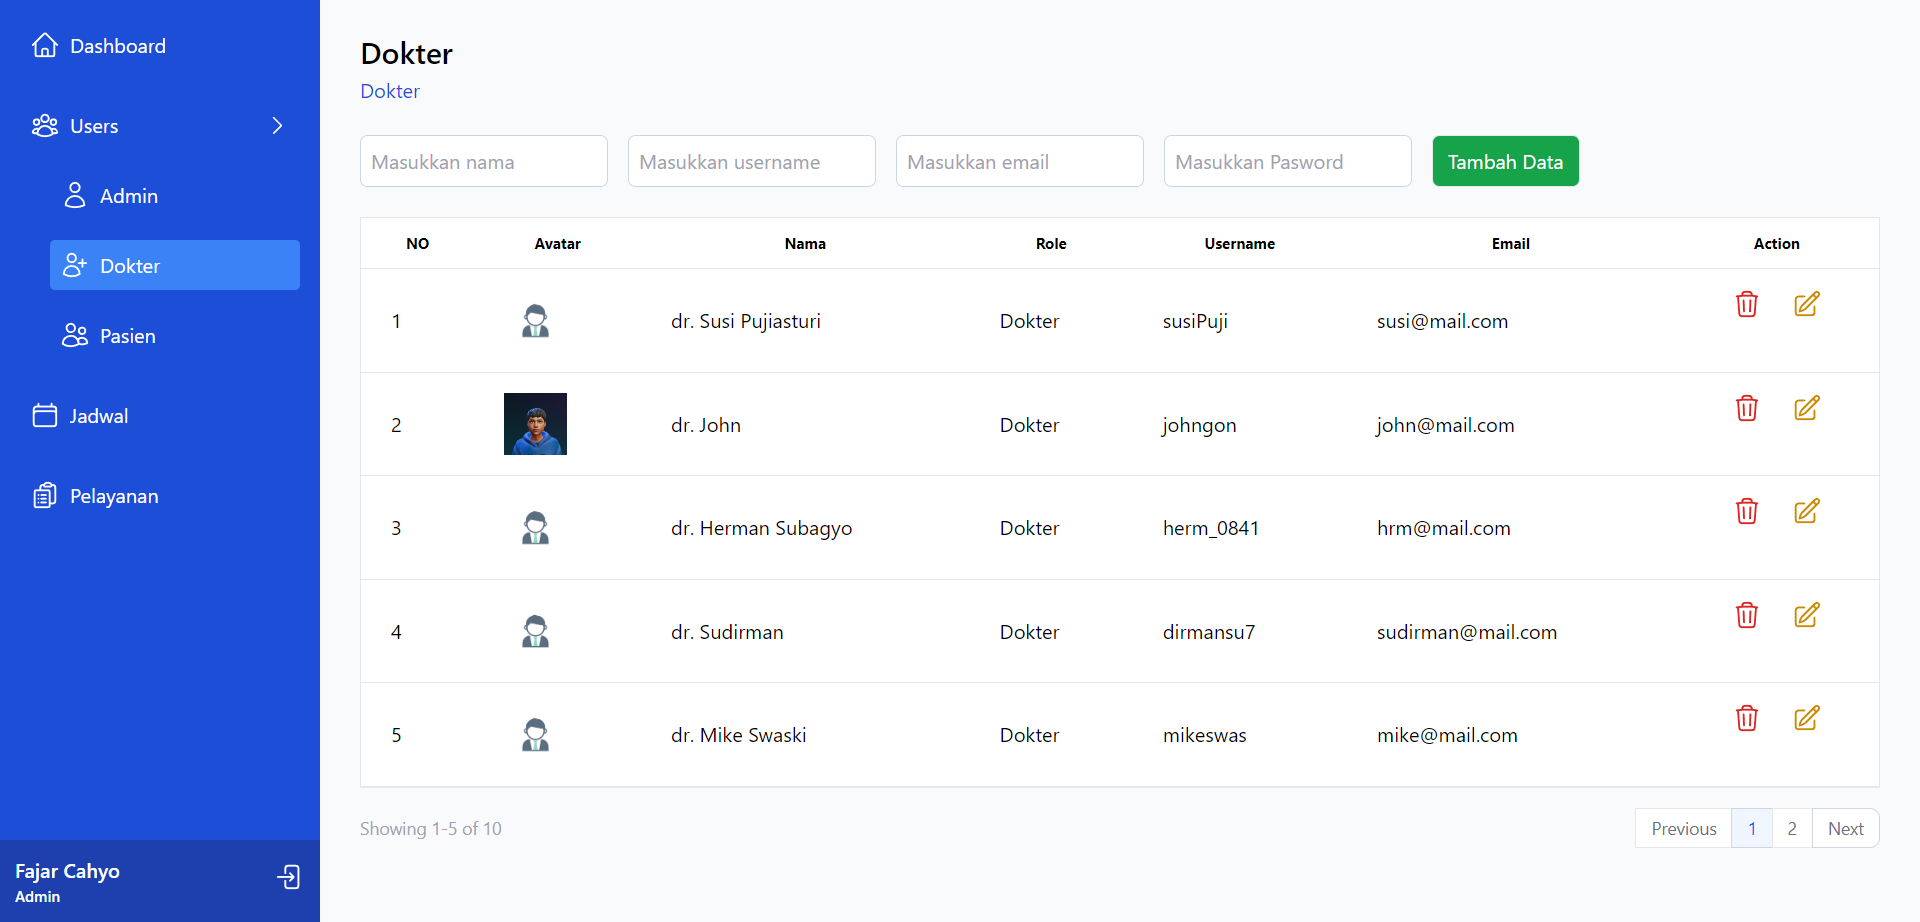 Dashboard
Users
Admin
Dokter
Pasien
Jadwal
Pelayanan
Fajar Cahyo
Admin
Dokter
Dokter
Masukkan nama Masukkan username Masukkan email Masukkan Pasword Tambah Data
NO Avatar Nama Role Username Email Action
1 dr. Susi Pujiasturi Dokter susiPuji susi@mail.com
2 dr. John Dokter johngon john@mail.com
3 dr. Herman Subagyo Dokter herm_0841 hrm@mail.com
4 dr. Sudirman Dokter dirmansu7 sudirman@mail.com
5 dr. Mike Swaski Dokter mikeswas mike@mail.com
Showing 1-5 of 10 Previous 1 2 Next